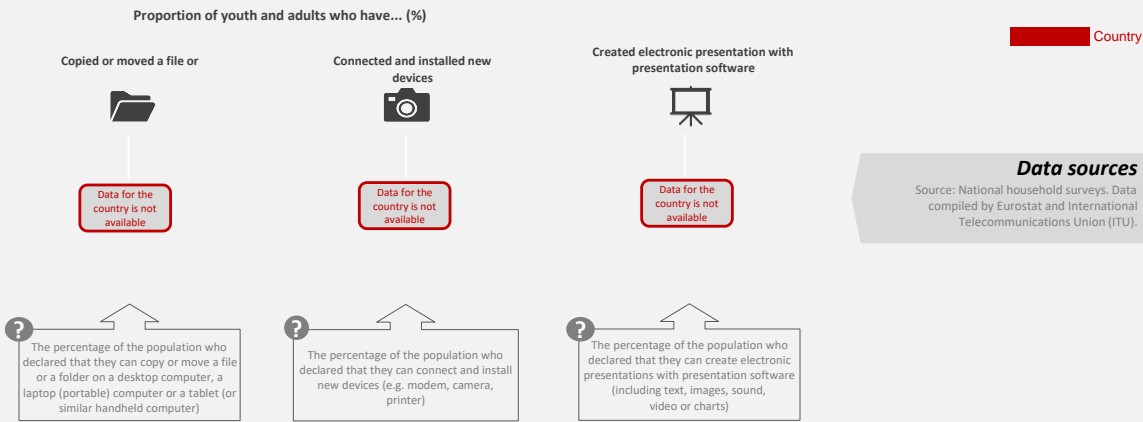 Proportion of youth and adults who have... (%)
Country
Copied or moved a file or
Connected and installed new
devices
Created electronic presentation with
presentation software
Data for the
country is not
available
Data for the
country is not
available
Data for the
country is not
available
Data sources
Source: National household surveys. Data
compiled by Eurostat and International
Telecommunications Union (ITU).
?
The percentage of the population who
declared that they can copy or move a file
or a folder on a desktop computer, a
laptop (portable) computer or a tablet (or
similar handheld computer)
?
The percentage of the population who
declared that they can connect and install
new devices (e.g. modem, camera,
printer)
?
The percentage of the population who
declared that they can create electronic
presentations with presentation software
(including text, images, sound,
video or charts)